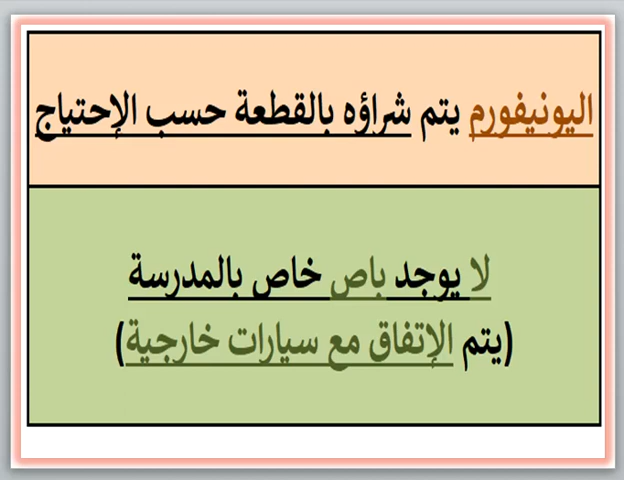 اليونيفورم يتم شراؤه بالقطعة حسب الإحتياج
لا يوجد باص خاص بالمدرسة
(يتم الإتفاق مع سيارات خارجية)